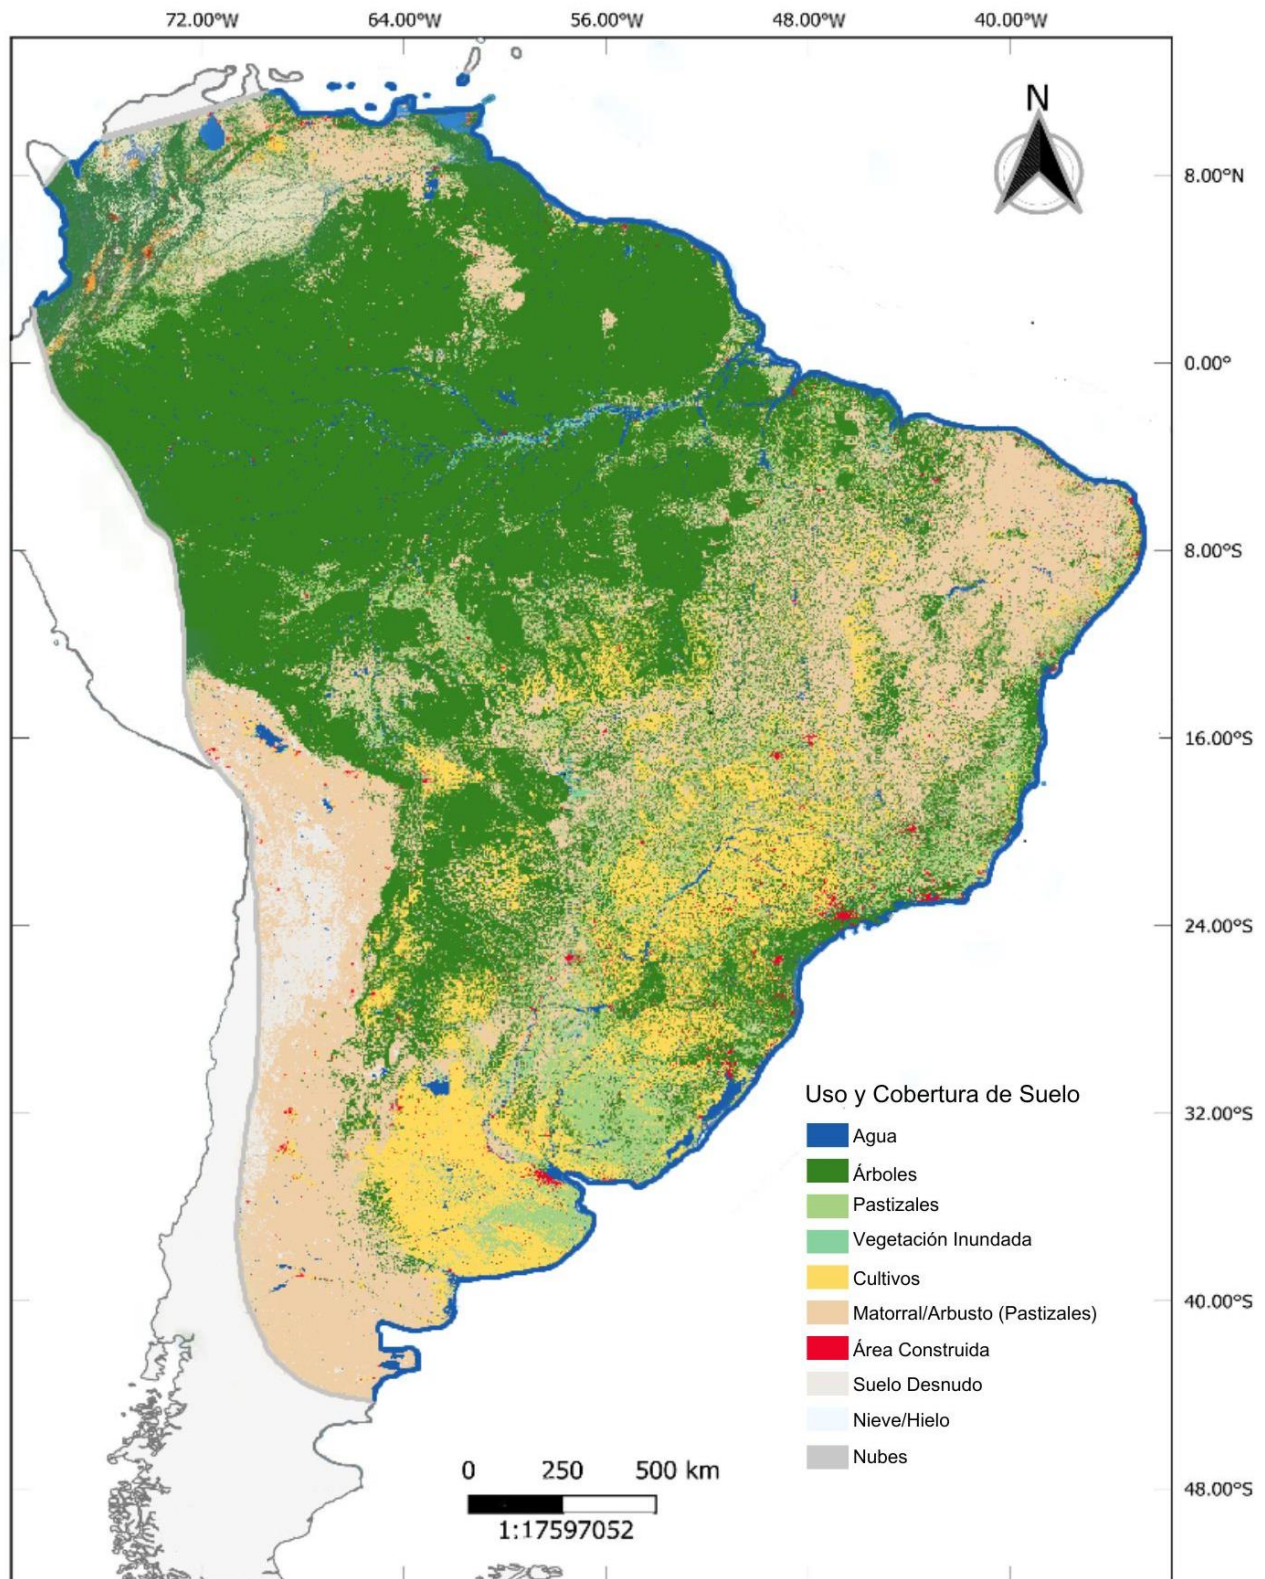 72.00°W 64.00°W 56.00°W 48.00°W 40.00°W
N
8.00°N
0.00°
8.00°S
16.00°S
24.00°S
32.00°S
40.00°S
48.00°S
Uso y Cobertura de Suelo
Agua
Árboles
Pastizales
Vegetación Inundada
Cultivos
Matorral/Arbusto (Pastizales)
Área Construida
Suelo Desnudo
Nieve/Hielo
Nubes
0 250 500 km
1:17597052